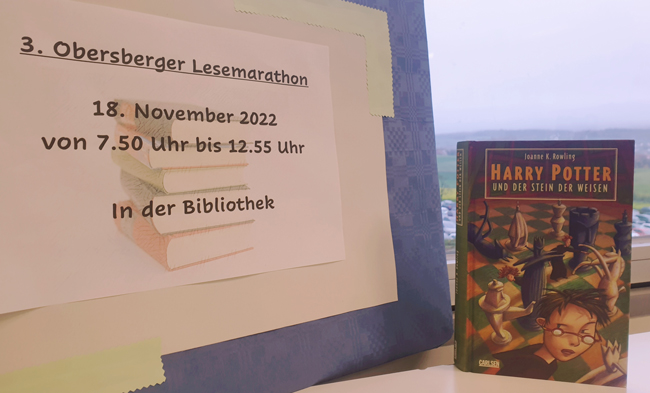 3. Obersberger Lesemarathon
18. November 2022
von 7.50 Uhr bis 12.55 Uhr
In der Bibliothek
Joanne K. Rowling
HARRY POTTER
UND DER STEIN DER WEISEN
CARLSEN